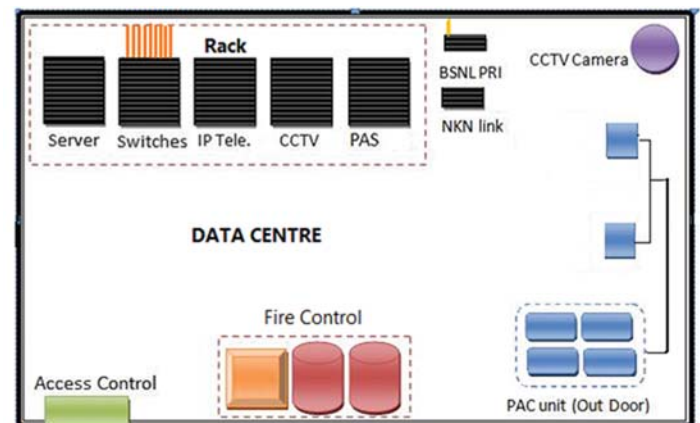 Rack
BSNL PRI
CCTV Camera
NKN link
Server
Switches
IP Tele.
CCTV
PAS
DATA CENTRE
Fire Control
Access Control
PAC unit (Out Door)